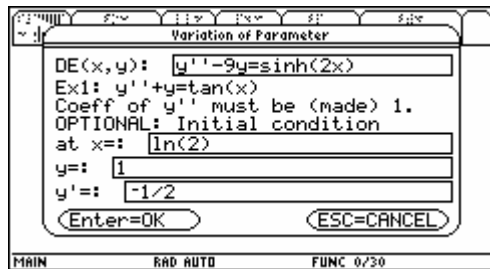 Variation of Parameter
DE(x,y): y''-9y=sinh(2x)
Ex1: y''+y=tan(x)
Coeff of y'' must be (made) 1.
OPTIONAL: Initial condition
at x=: ln(2)
y=: 1
y'=: -1/2
Enter=OK ESC=CANCEL
MAIN RAD AUTO FUNC 0/30